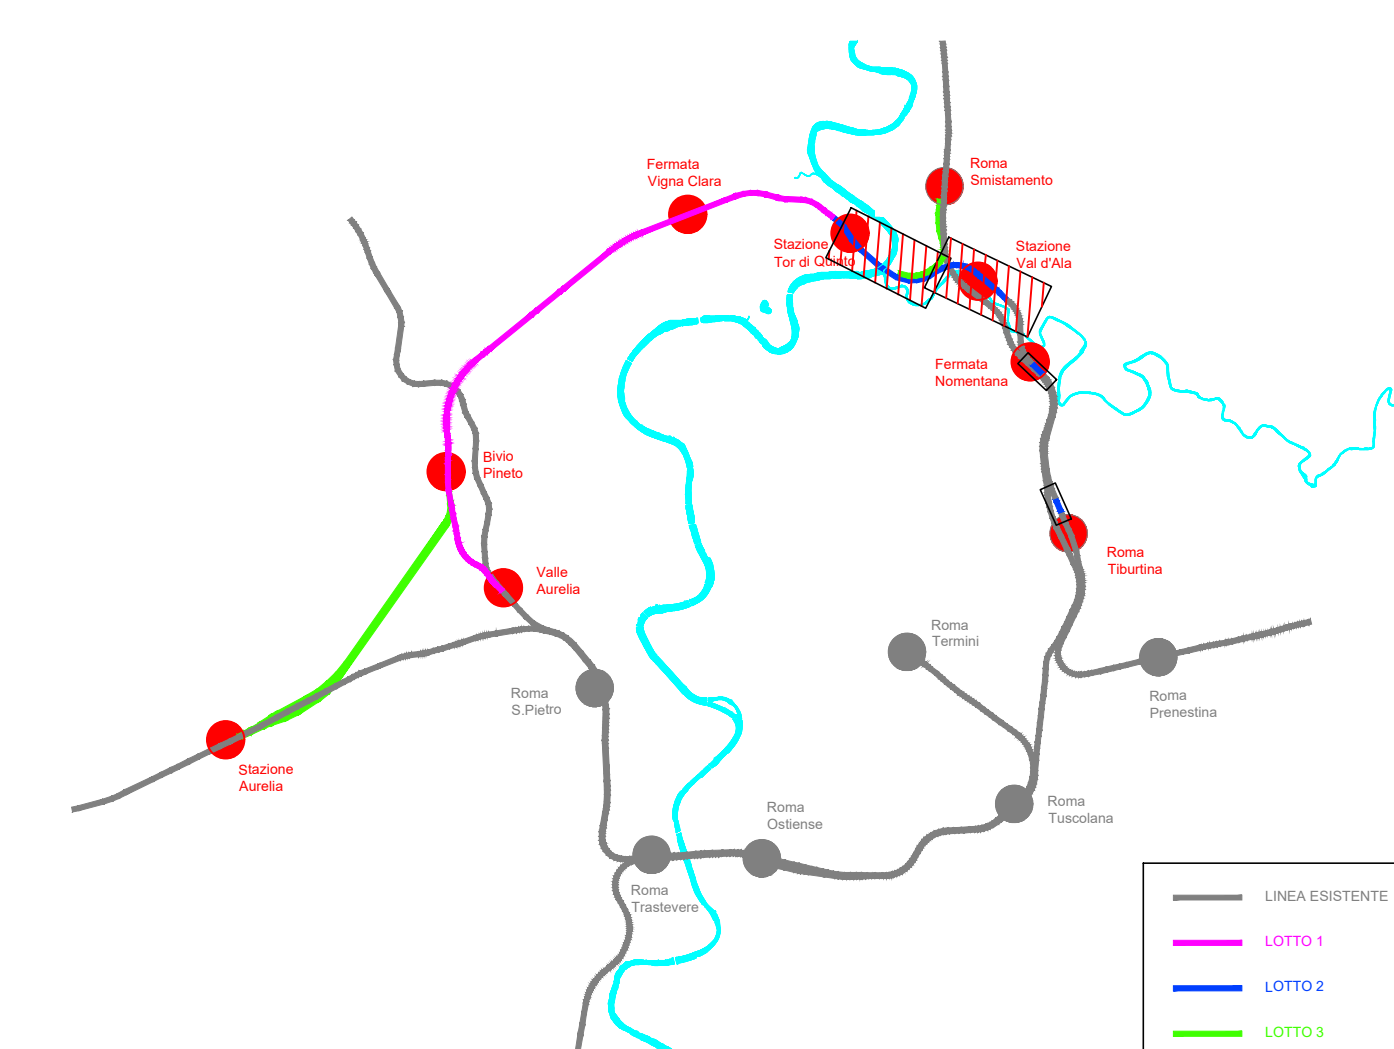 Fermata
Vigna Clara
Roma
Smistamento
Stazione
Tor di Quinto
Stazione
Val d'Ala
Fermata
Nomentana
Bivio
Pineto
Valle
Aurelia
Roma
Tiburtina
Roma
Termini
Roma
S.Pietro
Roma
Prenestina
Stazione
Aurelia
Roma
Ostiense
Roma
Tuscolana
Roma
Trastevere
LINEA ESISTENTE
LOTTO 1
LOTTO 2
LOTTO 3